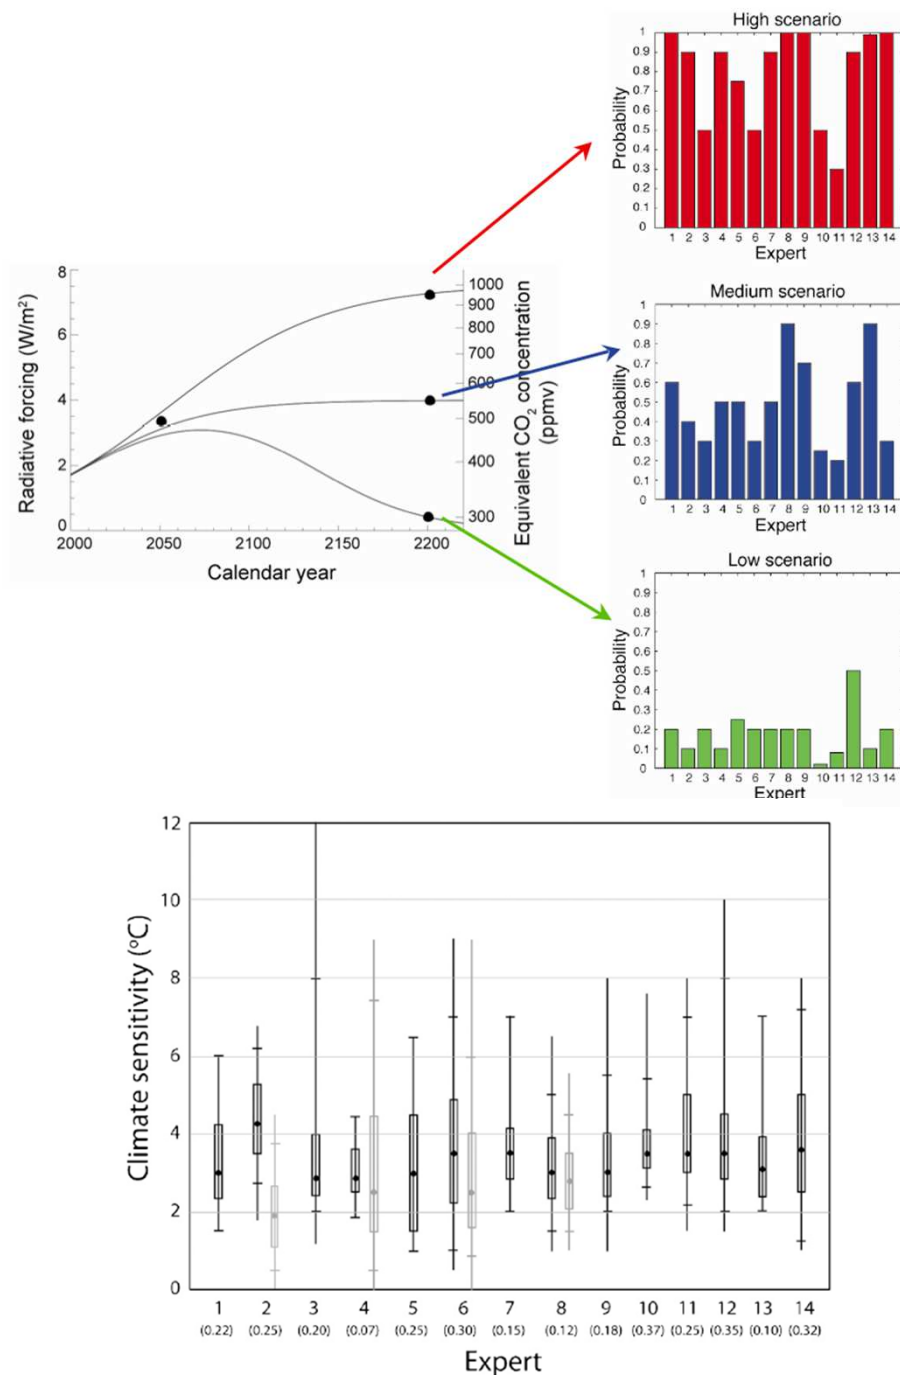 High scenario
Probability
1
0.9
0.8
0.7
0.6
0.5
0.4
0.3
0.2
0.1
0
1 2 3 4 5 6 7 8 9 10 11 12 13 14
Expert
Radiative forcing (W/m²)
8
6
4
2
0
2000 2050 2100 2150 2200
Calendar year
1000
900
800
700
600
500
400
300
Equivalent CO₂ concentration
(ppmv)
Medium scenario
Probability
0.9
0.8
0.7
0.6
0.5
0.4
0.3
0.2
0.1
0
1 2 3 4 5 6 7 8 9 10 11 12 13 14
Expert
Low scenario
Probability
1
0.9
0.8
0.7
0.6
0.5
0.4
0.3
0.2
0.1
0
1 2 3 4 5 6 7 8 9 10 11 12 13 14
Expert
Climate sensitivity (ºC)
12
10
8
6
4
2
0
1 2 3 4 5 6 7 8 9 10 11 12 13 14
(0.22) (0.25) (0.20) (0.07) (0.25) (0.30) (0.15) (0.12) (0.18) (0.37) (0.25) (0.35) (0.10) (0.32)
Expert